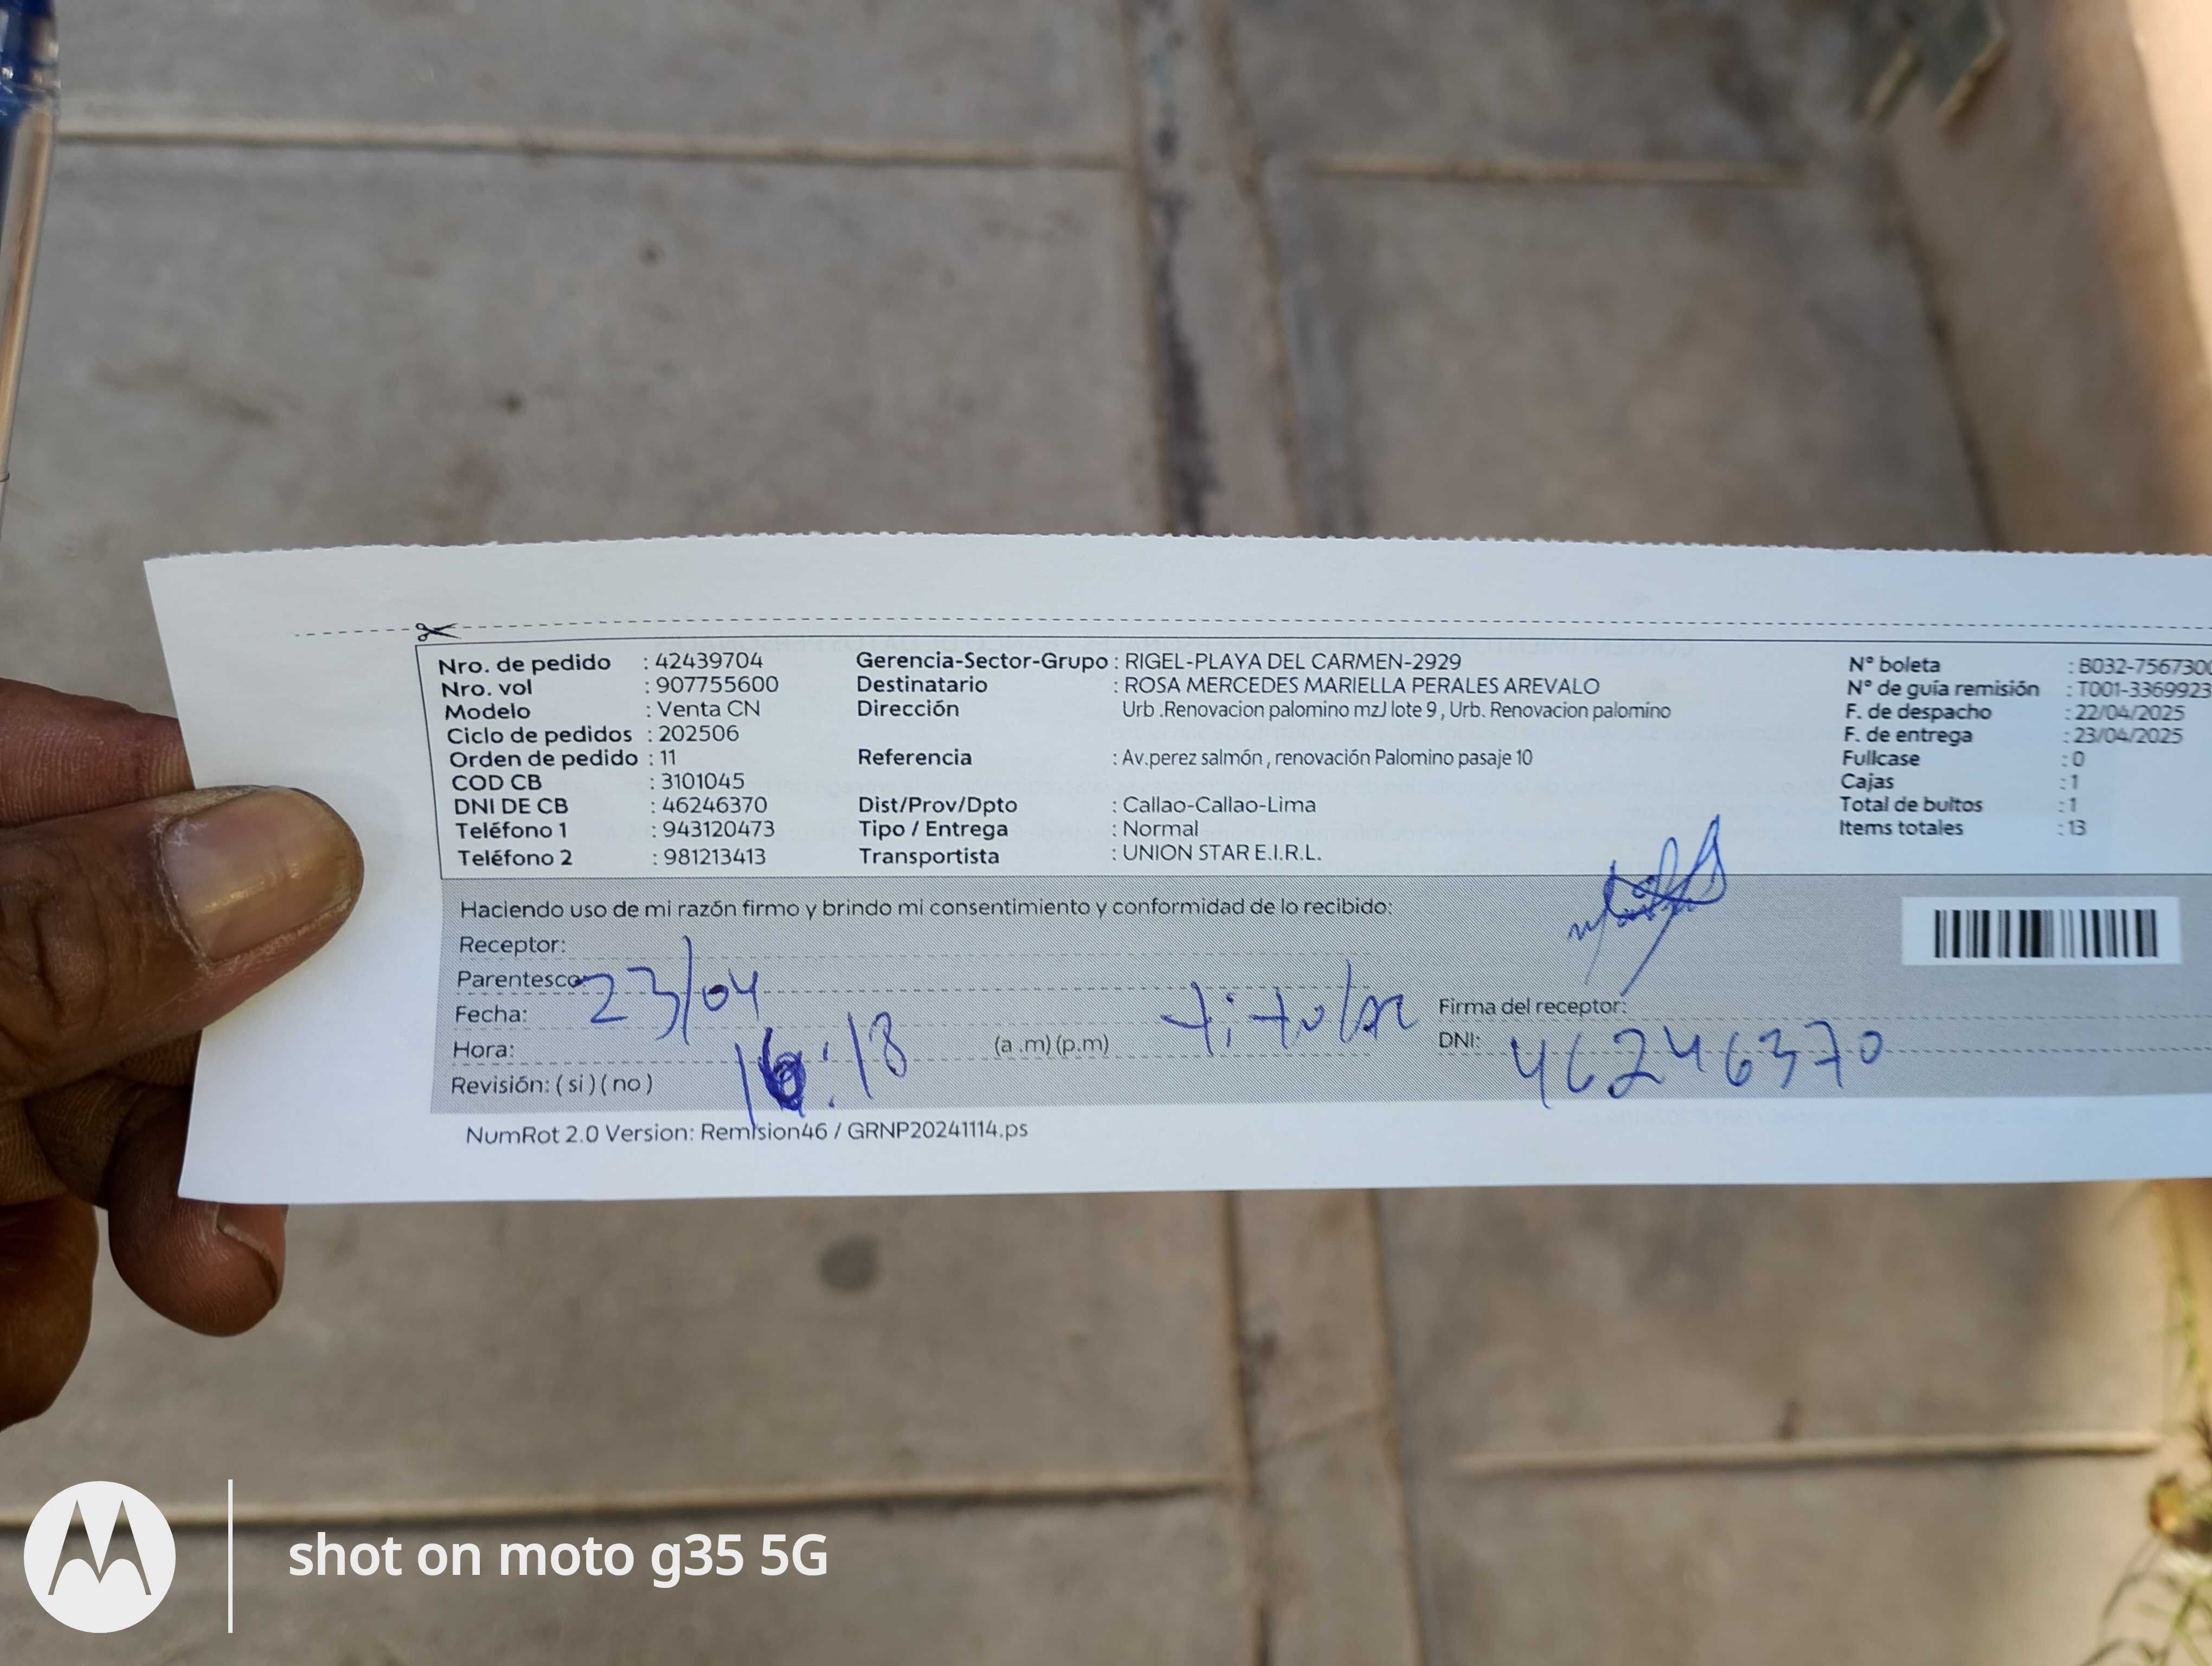 Nro. de pedido : 42439704
Nro. vol : 907755600
Modelo : Venta CN
Ciclo de pedidos : 202506
Orden de pedido : 11
COD CB : 3101045
DNI DE CB : 46246370
Teléfono 1 : 943120473
Teléfono 2 : 981213413
Gerencia-Sector-Grupo : RIGEL-PLAYA DEL CARMEN-2929
Destinatario : ROSA MERCEDES MARIELLA PERALES AREVALO
Dirección Urb .Renovacion palomino mzJ lote 9 , Urb. Renovacion palomino
Referencia : Av.perez salmón , renovación Palomino pasaje 10
Dist/Prov/Dpto : Callao-Callao-Lima
Tipo / Entrega : Normal
Transportista : UNION STAR E.I.R.L.
N° boleta : B032-756730
N° de guía remisión : T001-3369923
F. de despacho : 22/04/2025
F. de entrega : 23/04/2025
Fullcase : 0
Cajas : 1
Total de bultos : 1
Items totales : 13
Haciendo uso de mi razón firmo y brindo mi consentimiento y conformidad de lo recibido:
Receptor:
Parentesco
Fecha: 23/04
Hora: 16:18 (a .m) (p.m)
titular
Revisión: ( si ) ( no )
Firma del receptor:
DNI: 46246370
NumRot 2.0 Version: Remision46 / GRNP20241114.ps
shot on moto g35 5G